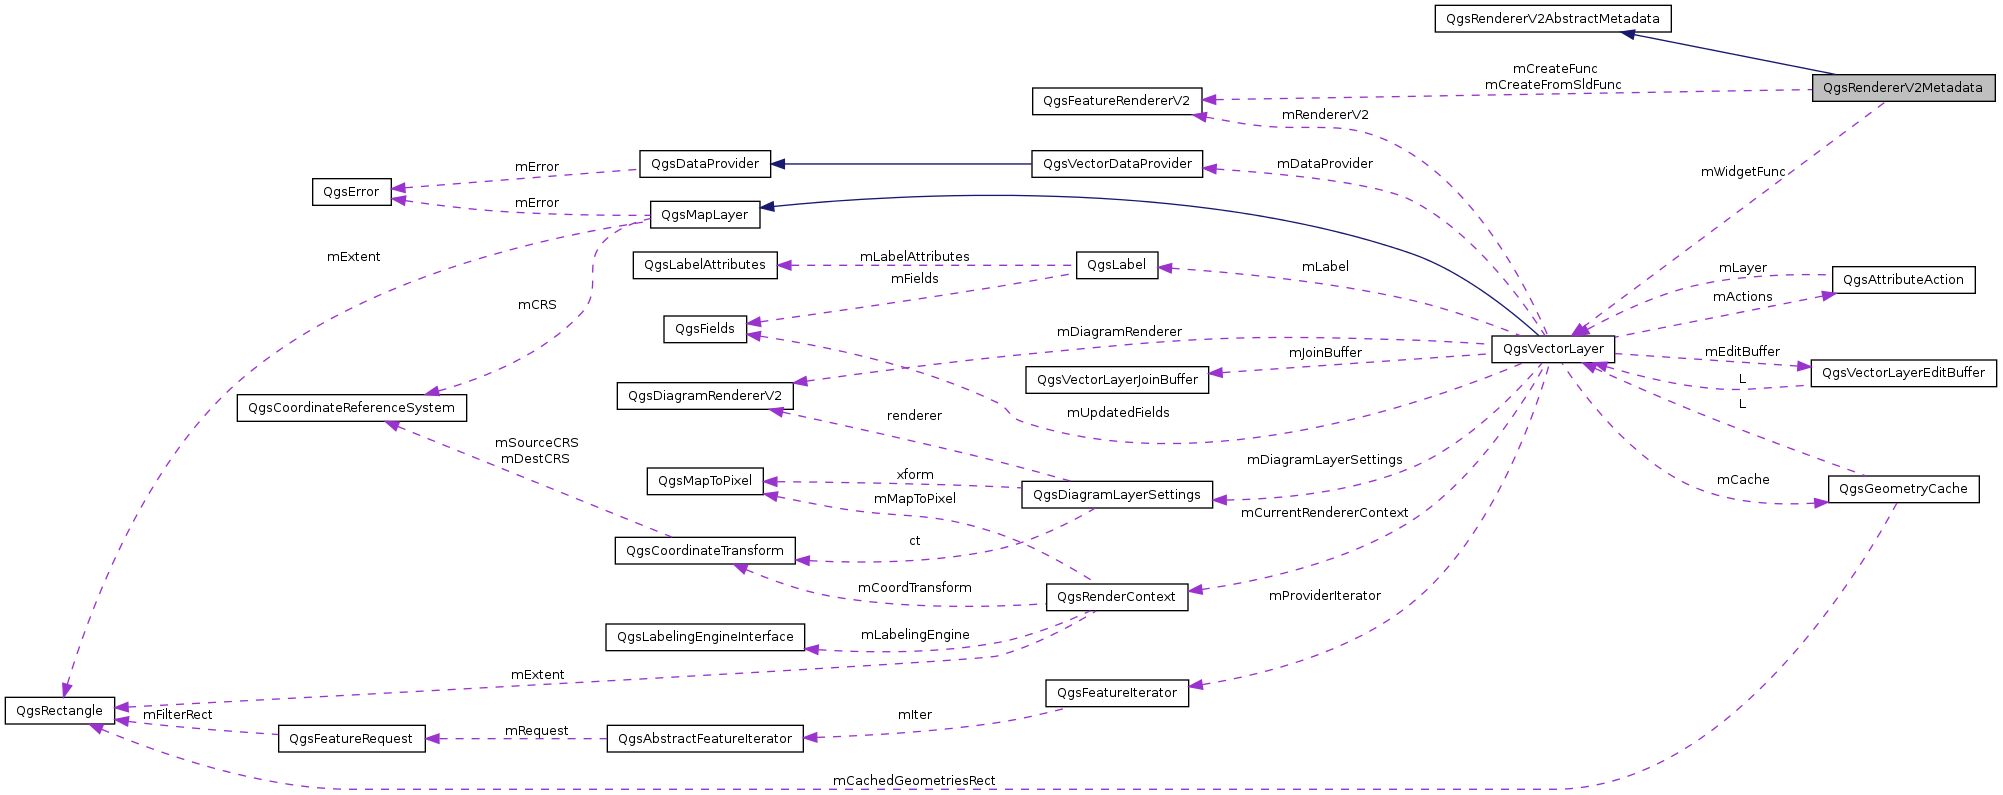 QgsRendererV2AbstractMetadata
mCreateFunc
mCreateFromSldFunc
QgsRendererV2Metadata
QgsFeatureRendererV2
mRendererV2
mError
QgsDataProvider
QgsVectorDataProvider
mDataProvider
mWidgetFunc
QgsError
mError
QgsMapLayer
mExtent
QgsLabelAttributes
mLabelAttributes
QgsLabel
mLabel
mLayer
QgsAttributeAction
mFields
mActions
mCRS
QgsFields
mDiagramRenderer
QgsVectorLayer
mJoinBuffer
mEditBuffer
QgsVectorLayerJoinBuffer
L
QgsVectorLayerEditBuffer
QgsDiagramRendererV2
QgsCoordinateReferenceSystem
renderer
mUpdatedFields
L
mSourceCRS
mDestCRS
mDiagramLayerSettings
QgsMapToPixel
xform
mCache
QgsDiagramLayerSettings
QgsGeometryCache
mMapToPixel
mCurrentRendererContext
ct
QgsCoordinateTransform
mCoordTransform
QgsRenderContext
mProviderIterator
QgsLabelingEngineInterface
mLabelingEngine
mExtent
QgsFeatureIterator
QgsRectangle
mFilterRect
mIter
QgsFeatureRequest
mRequest
QgsAbstractFeatureIterator
mCachedGeometriesRect